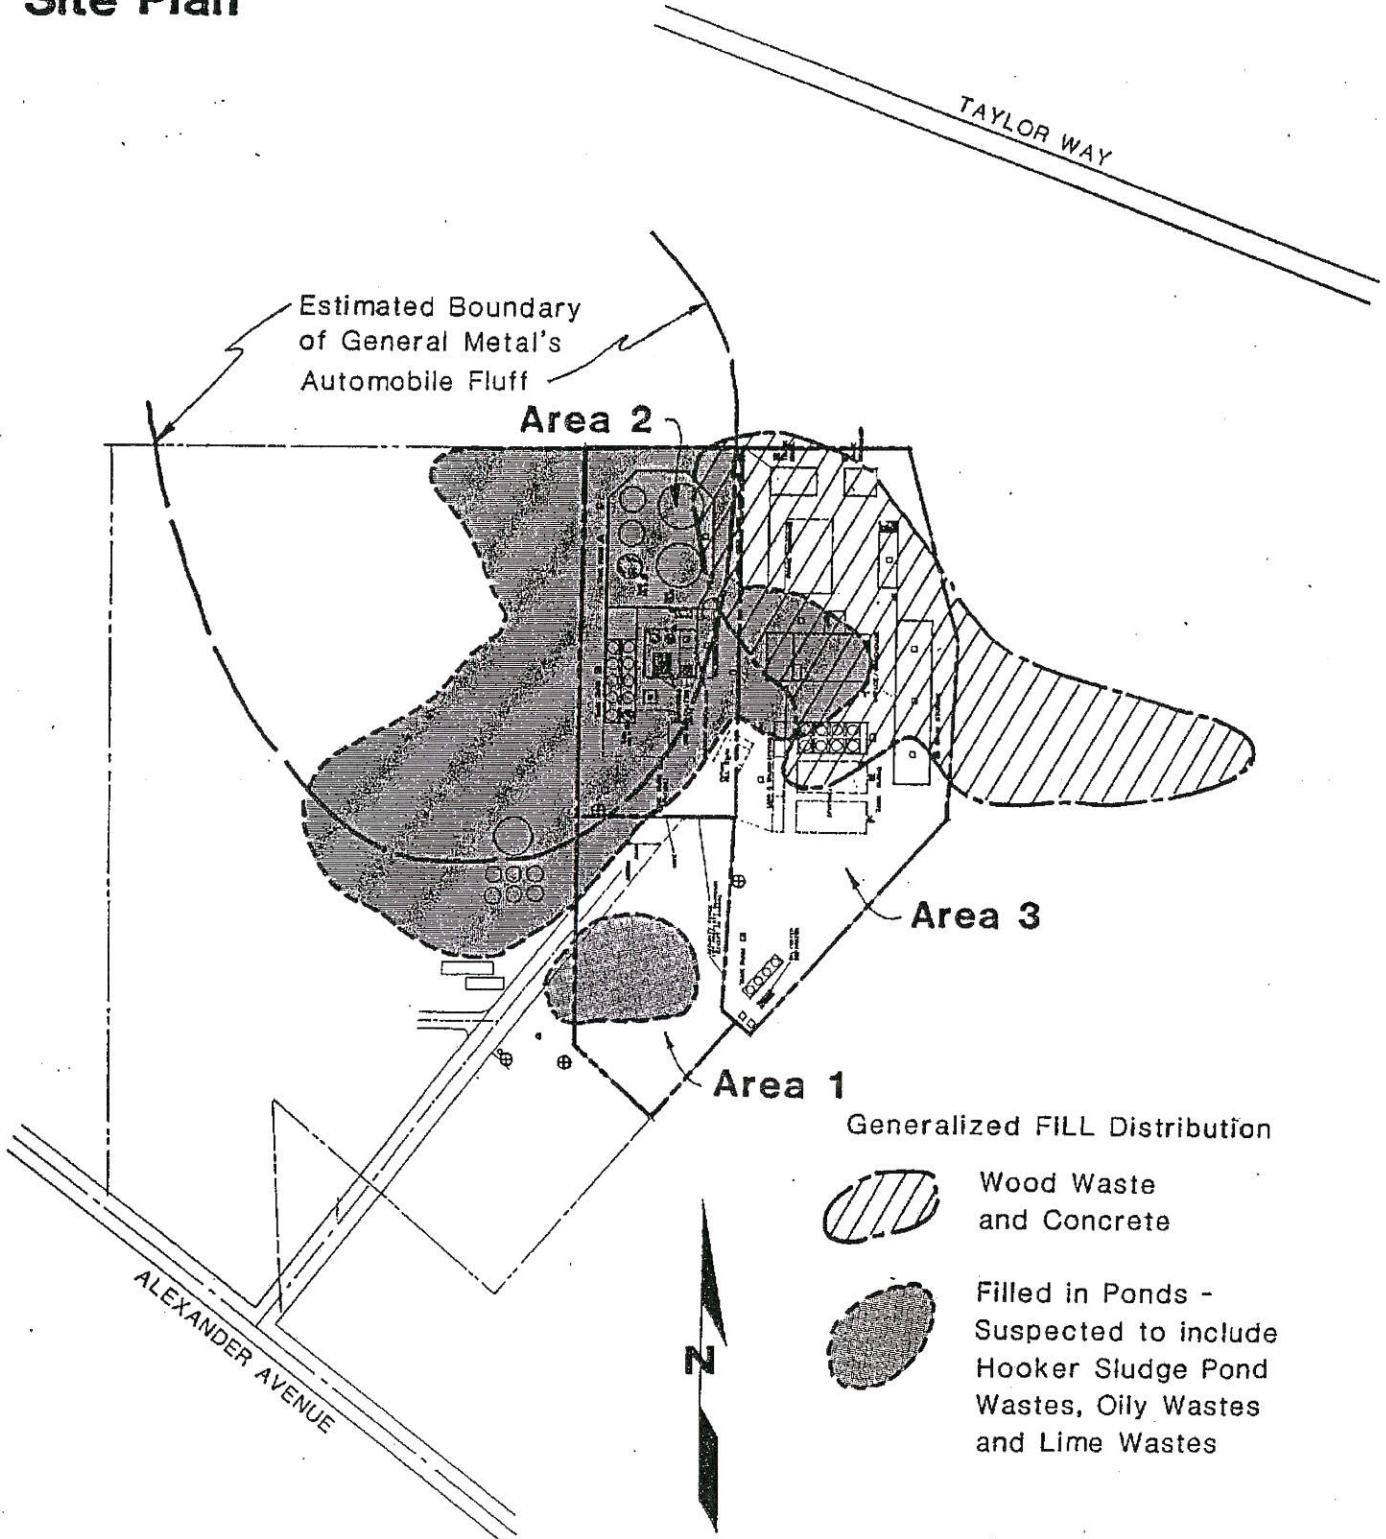 Site Plan
TAYLOR WAY
Estimated Boundary
of General Metal's
Automobile Fluff
Area 2
Area 3
Area 1
Generalized FILL Distribution
Wood Waste
and Concrete
Filled in Ponds -
Suspected to include
Hooker Sludge Pond
Wastes, Oily Wastes
and Lime Wastes
N
ALEXANDER AVENUE